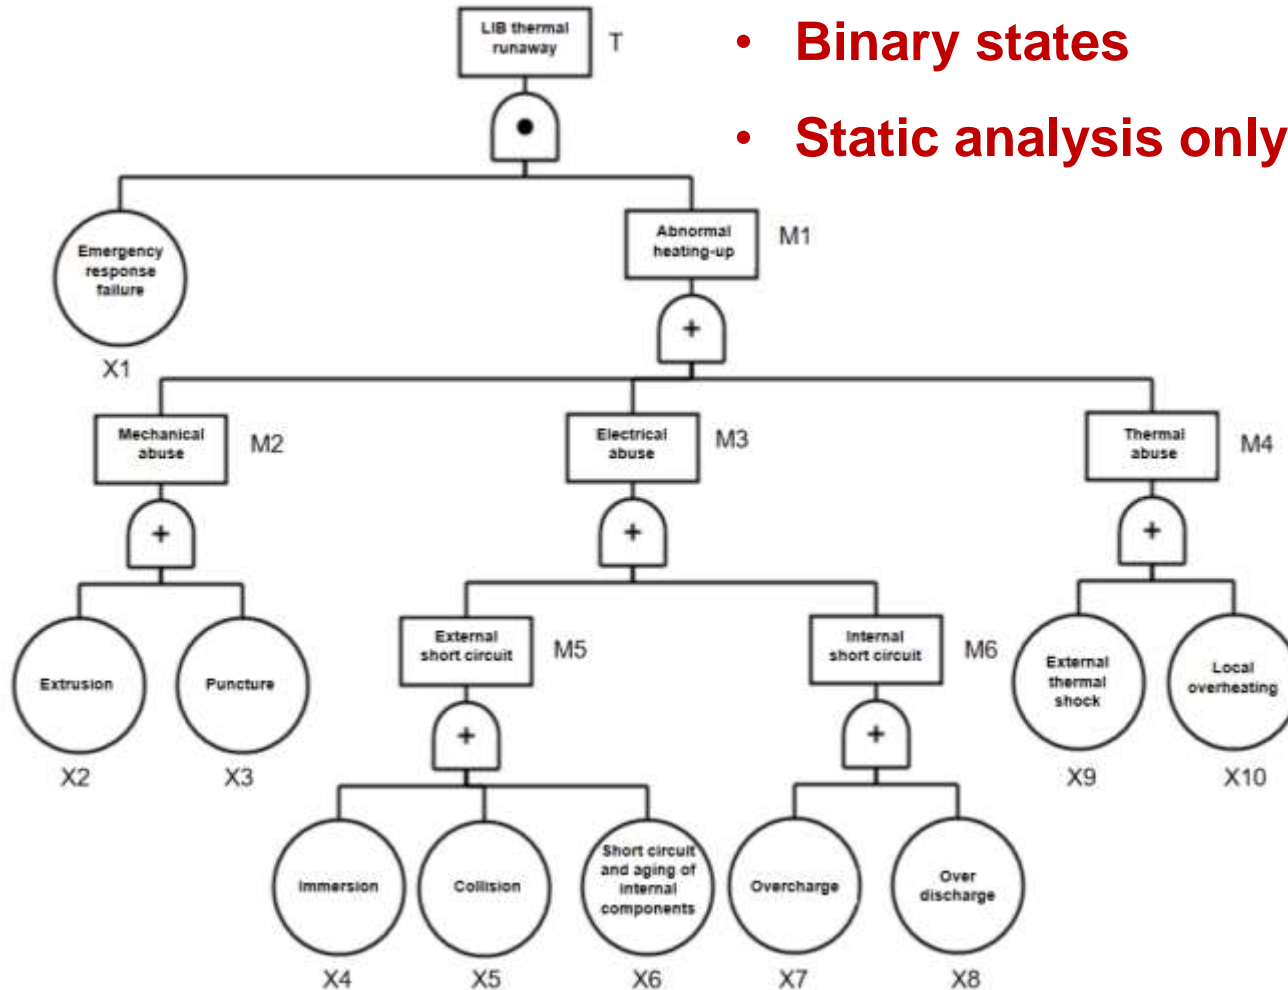 LIB thermal
runaway
T
• Binary states
• Static analysis only
Emergency
response
failure
X1
Abnormal
heating-up
M1
+
Mechanical
abuse
M2
Electrical
abuse
M3
Thermal
abuse
M4
+
+
+
Extrusion
X2
Puncture
X3
External
short circuit
M5
Internal
short circuit
M6
External
thermal
shock
X9
Local
overheating
X10
+
+
Immersion
X4
Collision
X5
Short circuit
and aging of
internal
components
X6
Overcharge
X7
Over
discharge
X8